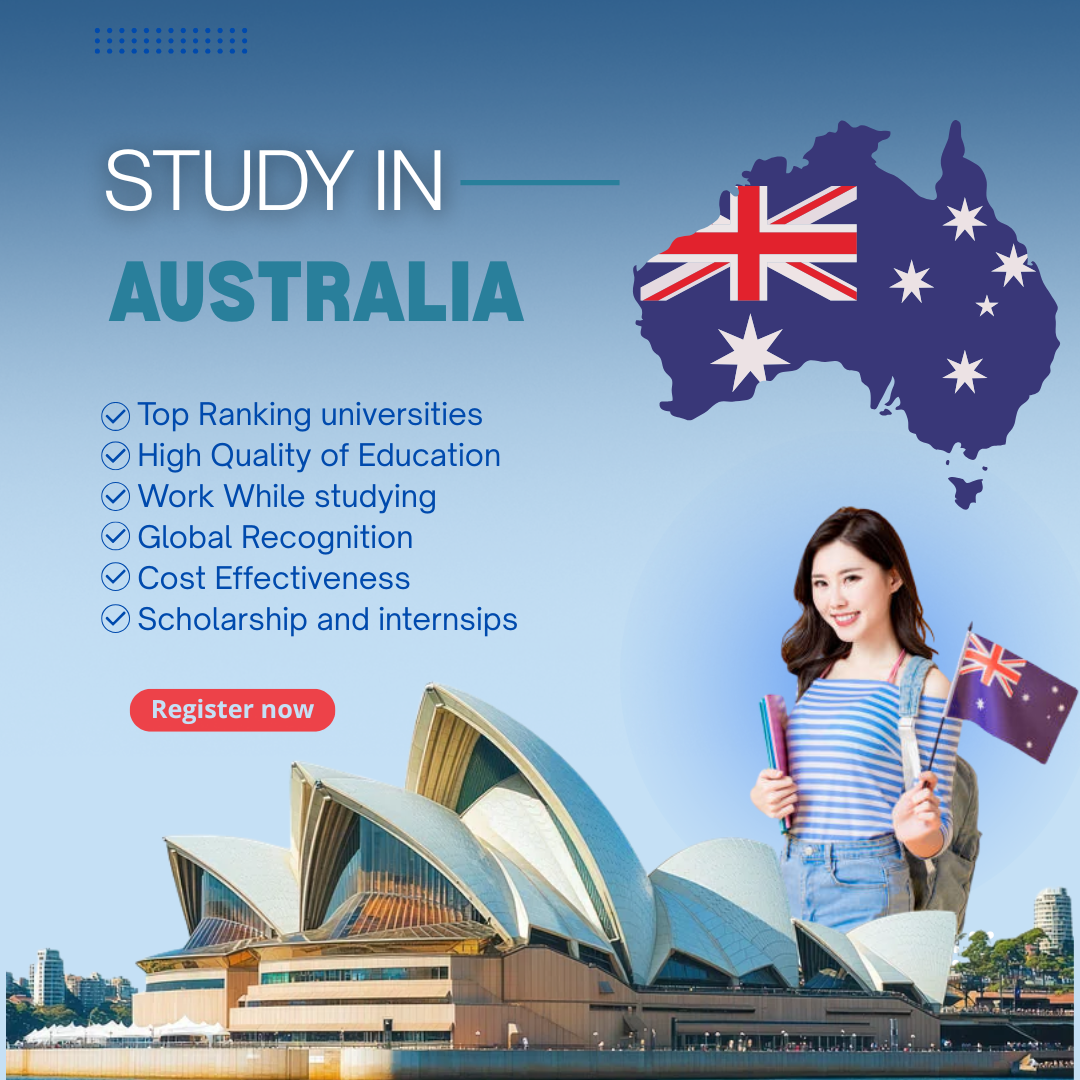 STUDY IN
AUSTRALIA
Top Ranking universities
High Quality of Education
Work While studying
Global Recognition
Cost Effectiveness
Scholarship and internsips
Register now